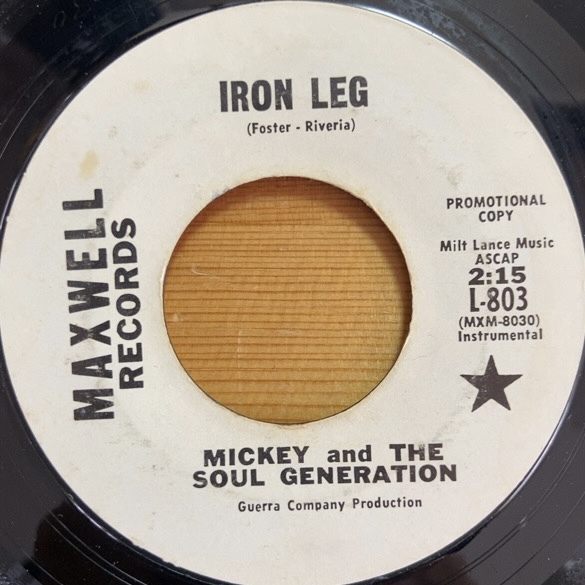 IRON LEG
(Foster - Riveria)
MAXWELL
RECORDS
PROMOTIONAL
COPY
Milt Lance Music
ASCAP
2:15
L-803
(MXM-8030)
Instrumental
MICKEY and THE
SOUL GENERATION
Guerra Company Production